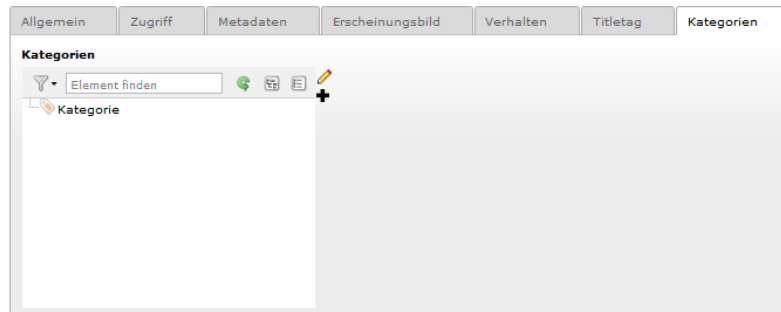 Allgemein Zugriff Metadaten Erscheinungsbild Verhalten Titletag Kategorien
Kategorien
Element finden
Kategorie